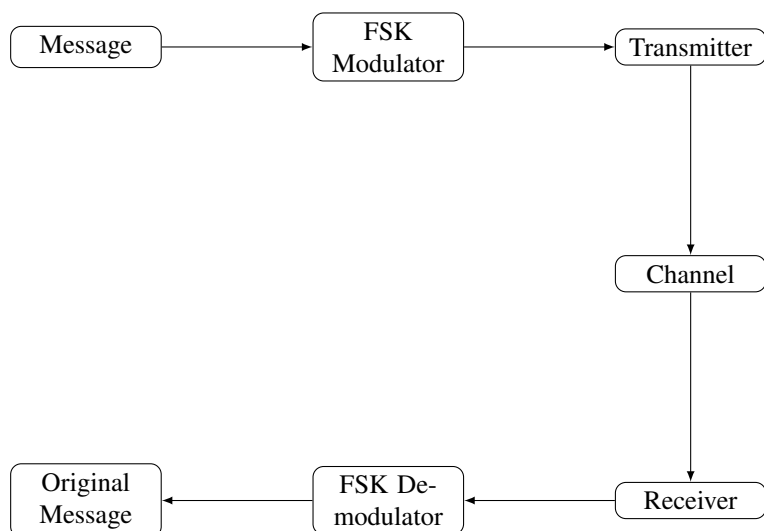 Message
FSK
Modulator
Transmitter
Channel
Original
Message
FSK De-
modulator
Receiver